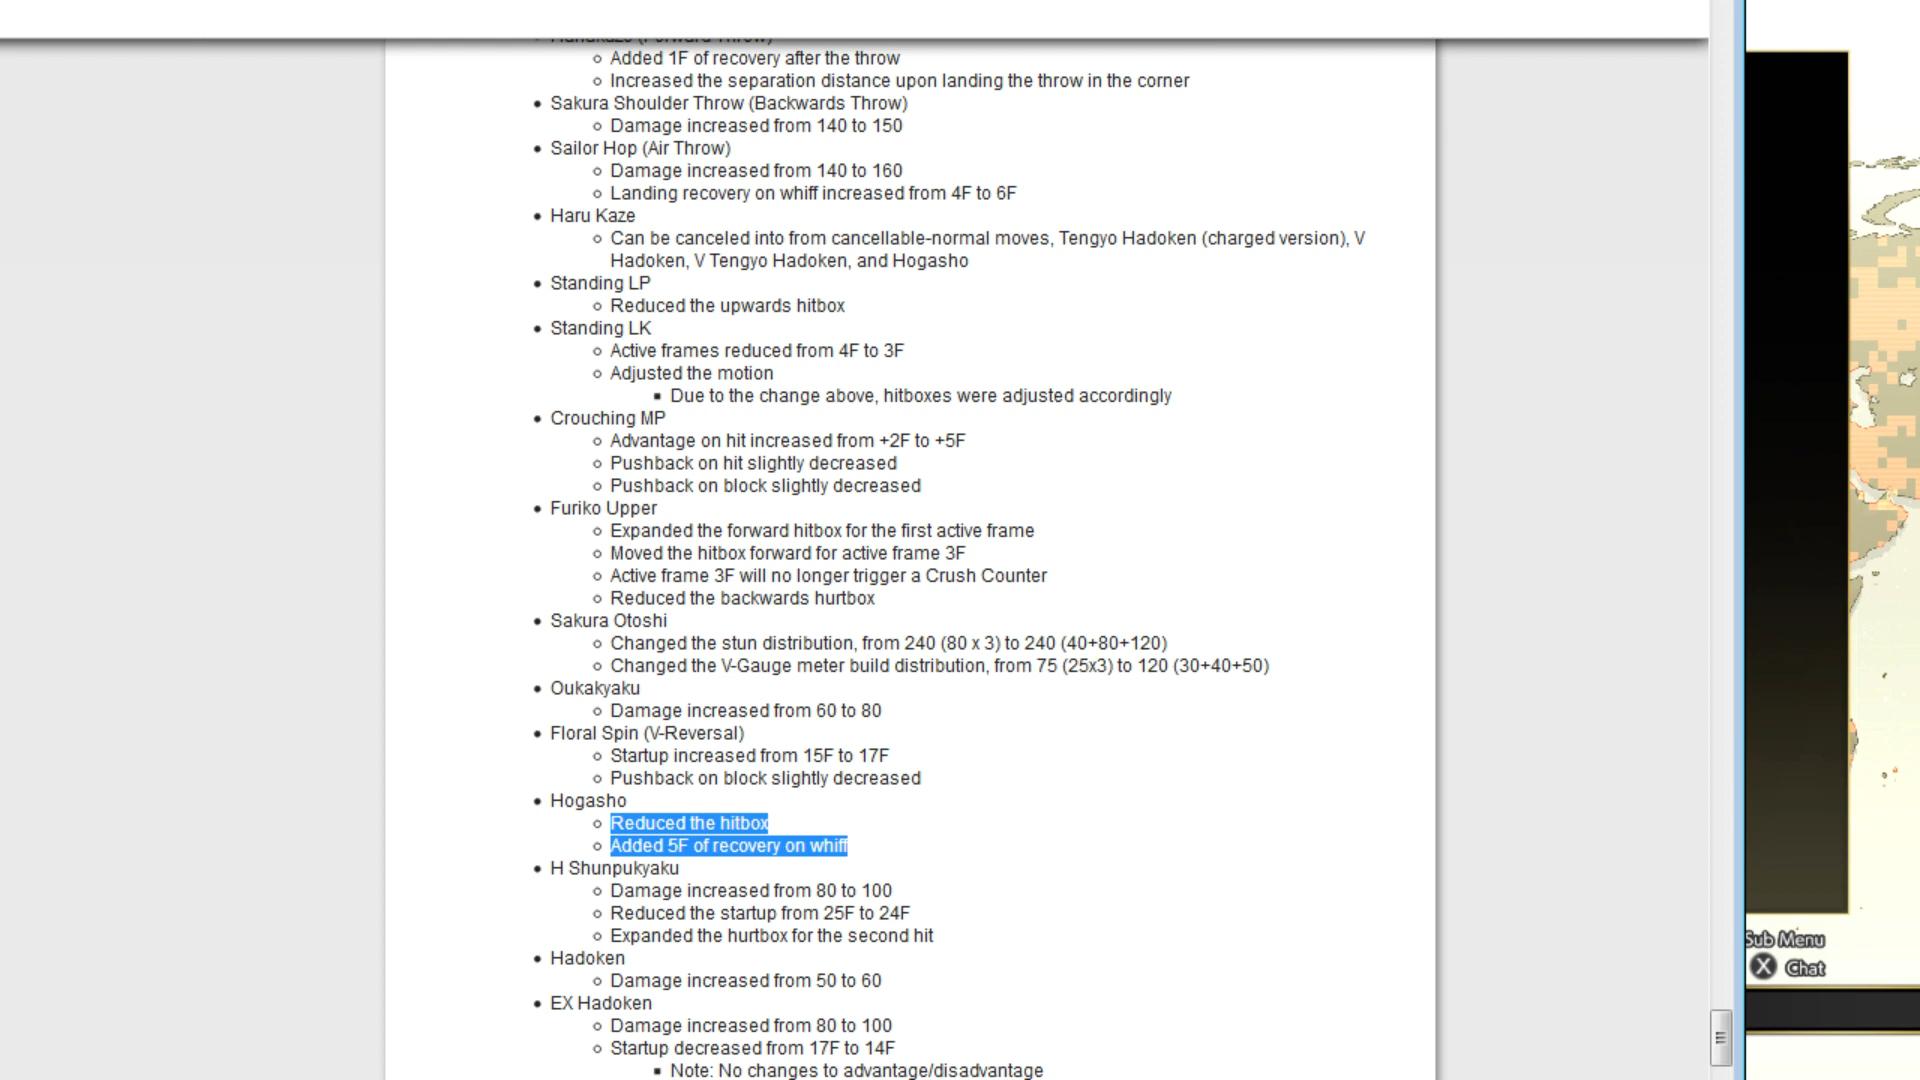 Added 1F of recovery after the throw
Increased the separation distance upon landing the throw in the corner
Sakura Shoulder Throw (Backwards Throw)
Damage increased from 140 to 150
Sailor Hop (Air Throw)
Damage increased from 140 to 160
Landing recovery on whiff increased from 4F to 6F
Haru Kaze
Can be canceled into from cancellable-normal moves, Tengyo Hadoken (charged version), V
Hadoken, V Tengyo Hadoken, and Hogasho
Standing LP
Reduced the upwards hitbox
Standing LK
Active frames reduced from 4F to 3F
Adjusted the motion
Due to the change above, hitboxes were adjusted accordingly
Crouching MP
Advantage on hit increased from +2F to +5F
Pushback on hit slightly decreased
Pushback on block slightly decreased
Furiko Upper
Expanded the forward hitbox for the first active frame
Moved the hitbox forward for active frame 3F
Active frame 3F will no longer trigger a Crush Counter
Reduced the backwards hurtbox
Sakura Otoshi
Changed the stun distribution, from 240 (80 x 3) to 240 (40+80+120)
Changed the V-Gauge meter build distribution, from 75 (25x3) to 120 (30+40+50)
Oukakyaku
Damage increased from 60 to 80
Floral Spin (V-Reversal)
Startup increased from 15F to 17F
Pushback on block slightly decreased
Hogasho
Reduced the hitbox
Added 5F of recovery on whiff
H Shunpukyaku
Damage increased from 80 to 100
Reduced the startup from 25F to 24F
Expanded the hurtbox for the second hit
Hadoken
Damage increased from 50 to 60
EX Hadoken
Damage increased from 80 to 100
Startup decreased from 17F to 14F
Note: No changes to advantage/disadvantage
Sub Menu
X Chat